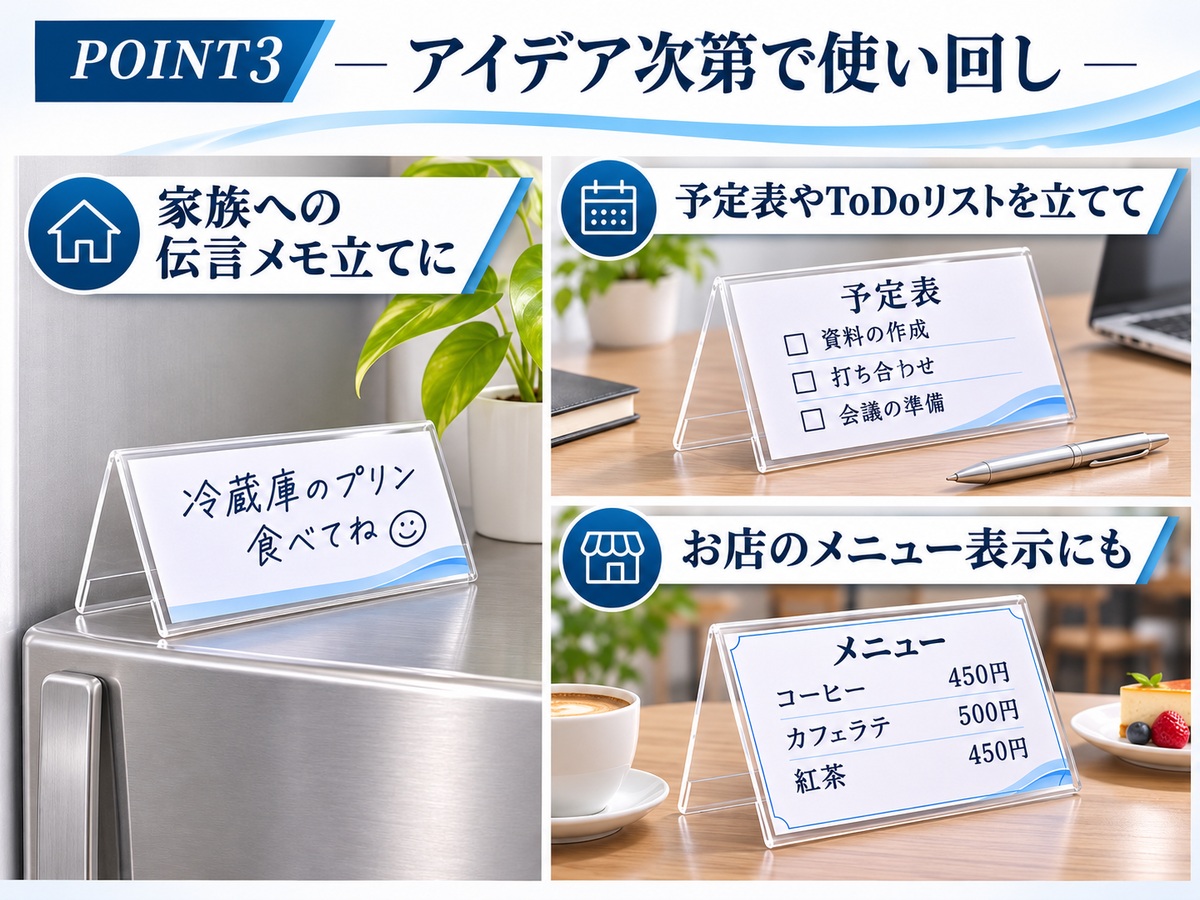 POINT3
アイデア次第で使い回し
家族への
伝言メモ立てに
冷蔵庫のプリン
食べてね
予定表やToDoリストを立てて
予定表
資料の作成
打ち合わせ
会議の準備
お店のメニュー表示にも
メニュー
コーヒー 450円
カフェラテ 500円
紅茶 450円